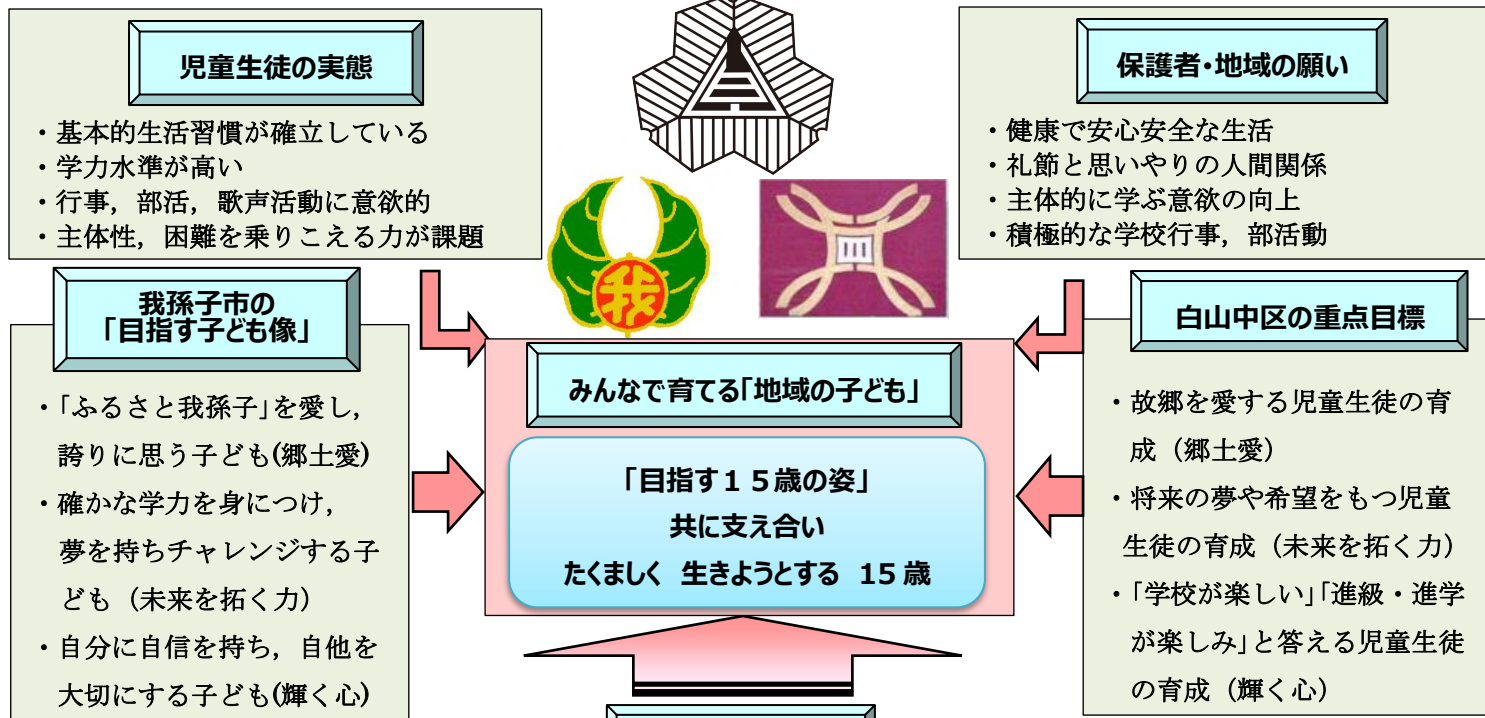 児童生徒の実態
・基本的生活習慣が確立している
・学力水準が高い
・行事，部活，歌声活動に意欲的
・主体性，困難を乗りこえる力が課題
保護者・地域の願い
・健康で安心安全な生活
・礼節と思いやりの人間関係
・主体的に学ぶ意欲の向上
・積極的な学校行事，部活動
我
川
我孫子市の
「目指す子ども像」
・「ふるさと我孫子」を愛し，
誇りに思う子ども(郷土愛)
・確かな学力を身につけ，
夢を持ちチャレンジする子
ども（未来を拓く力）
・自分に自信を持ち，自他を
大切にする子ども(輝く心)
みんなで育てる「地域の子ども」
「目指す１５歳の姿」
共に支え合い
たくましく 生きようとする 15 歳
白山中区の重点目標
・故郷を愛する児童生徒の育
成（郷土愛）
・将来の夢や希望をもつ児童
生徒の育成（未来を拓く力）
・「学校が楽しい」「進級・進学
が楽しみ」と答える児童生徒
の育成（輝く心）